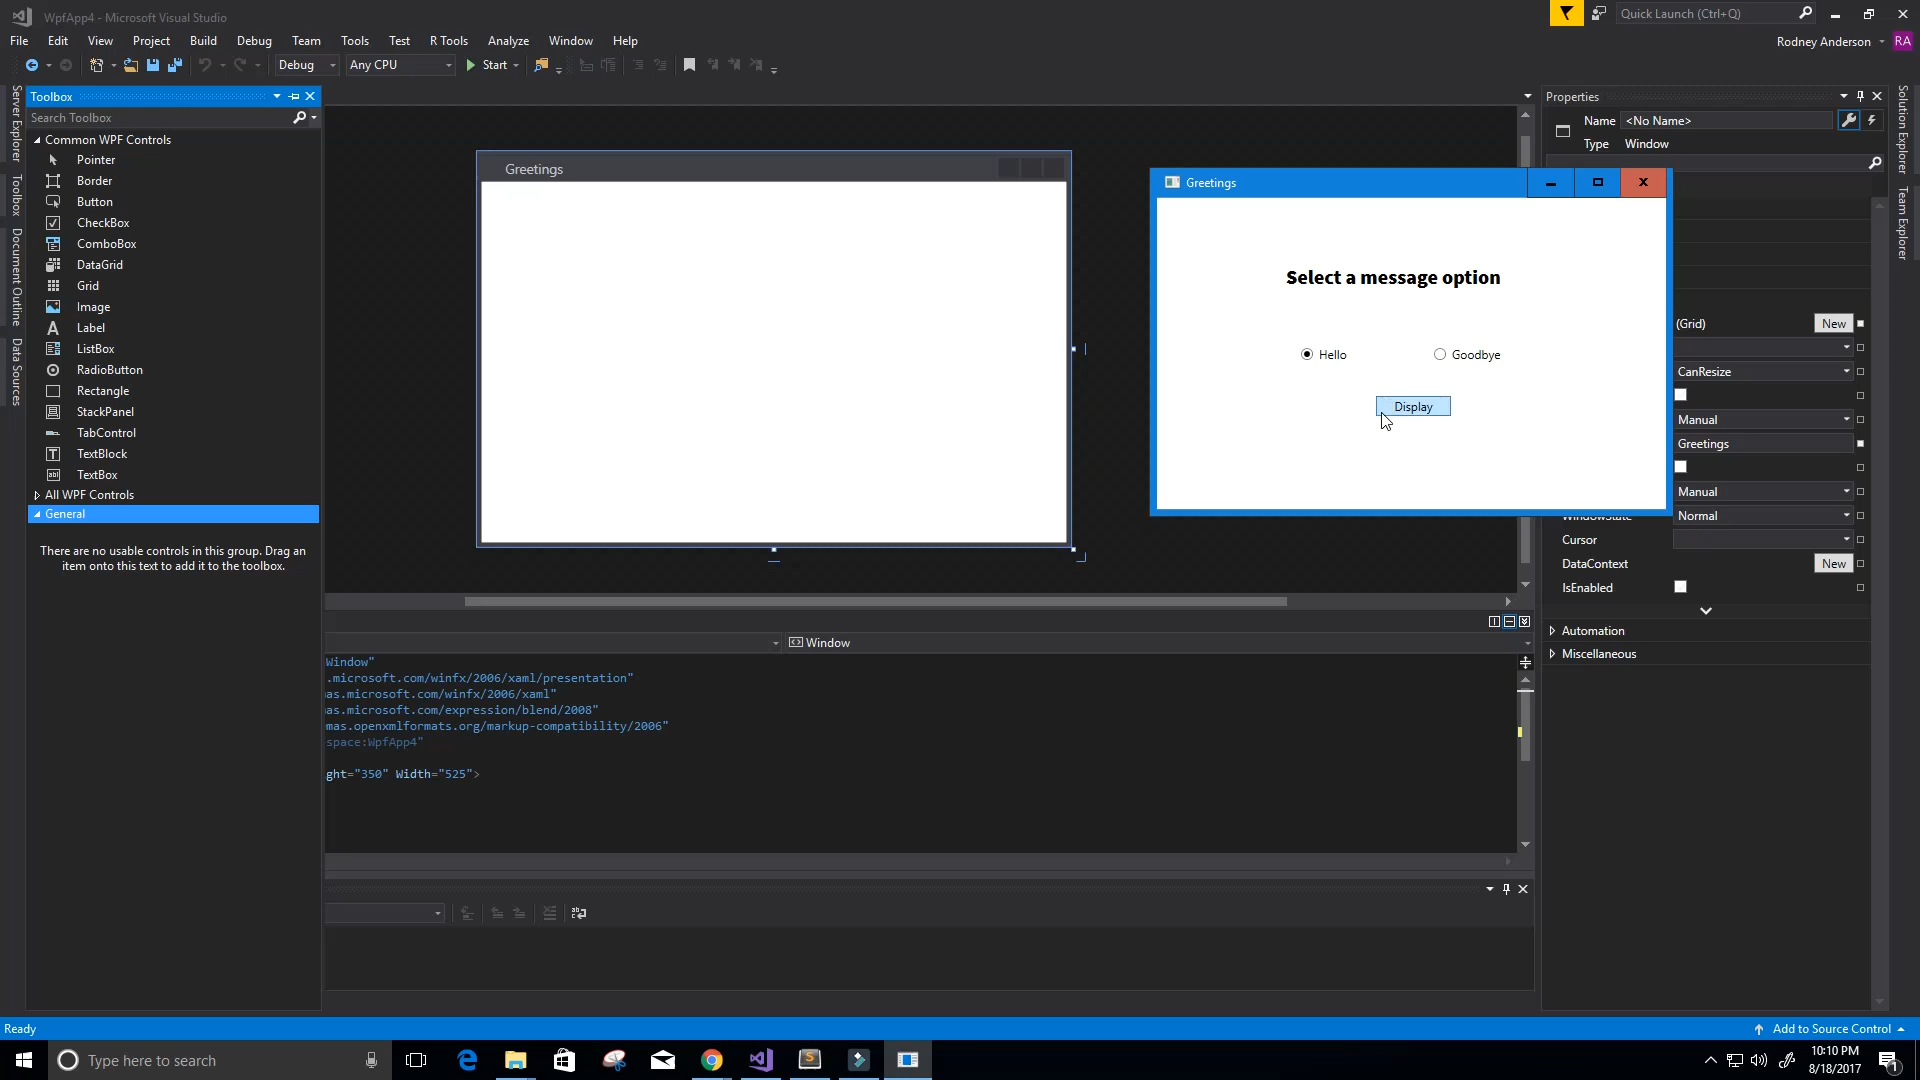 WpfApp4 - Microsoft Visual Studio
Quick Launch (Ctrl+Q)
File Edit View Project Build Debug Team Tools Test R Tools Analyze Window Help
Rodney Anderson RA
Debug Any CPU Start
Server Explorer
Toolbox
Document Outline
Data Sources
Toolbox
Search Toolbox
Common WPF Controls
Pointer
Border
Button
CheckBox
ComboBox
DataGrid
Grid
Image
Label
ListBox
RadioButton
Rectangle
StackPanel
TabControl
TextBlock
TextBox
All WPF Controls
General
There are no usable controls in this group. Drag an
item onto this text to add it to the toolbox.
Greetings
Greetings
Select a message option
Hello Goodbye
Display
Window
Window"
.microsoft.com/winfx/2006/xaml/presentation"
as.microsoft.com/winfx/2006/xaml"
as.microsoft.com/expression/blend/2008"
mas.openxmlformats.org/markup-compatibility/2006"
space:WpfApp4"
ght="350" Width="525">
Properties
Name <No Name>
Type Window
(Grid) New
CanResize
Manual
Greetings
Manual
WindowState Normal
Cursor
DataContext New
IsEnabled
Automation
Miscellaneous
Solution Explorer
Team Explorer
Ready
Add to Source Control
Type here to search
10:10 PM
8/18/2017
1